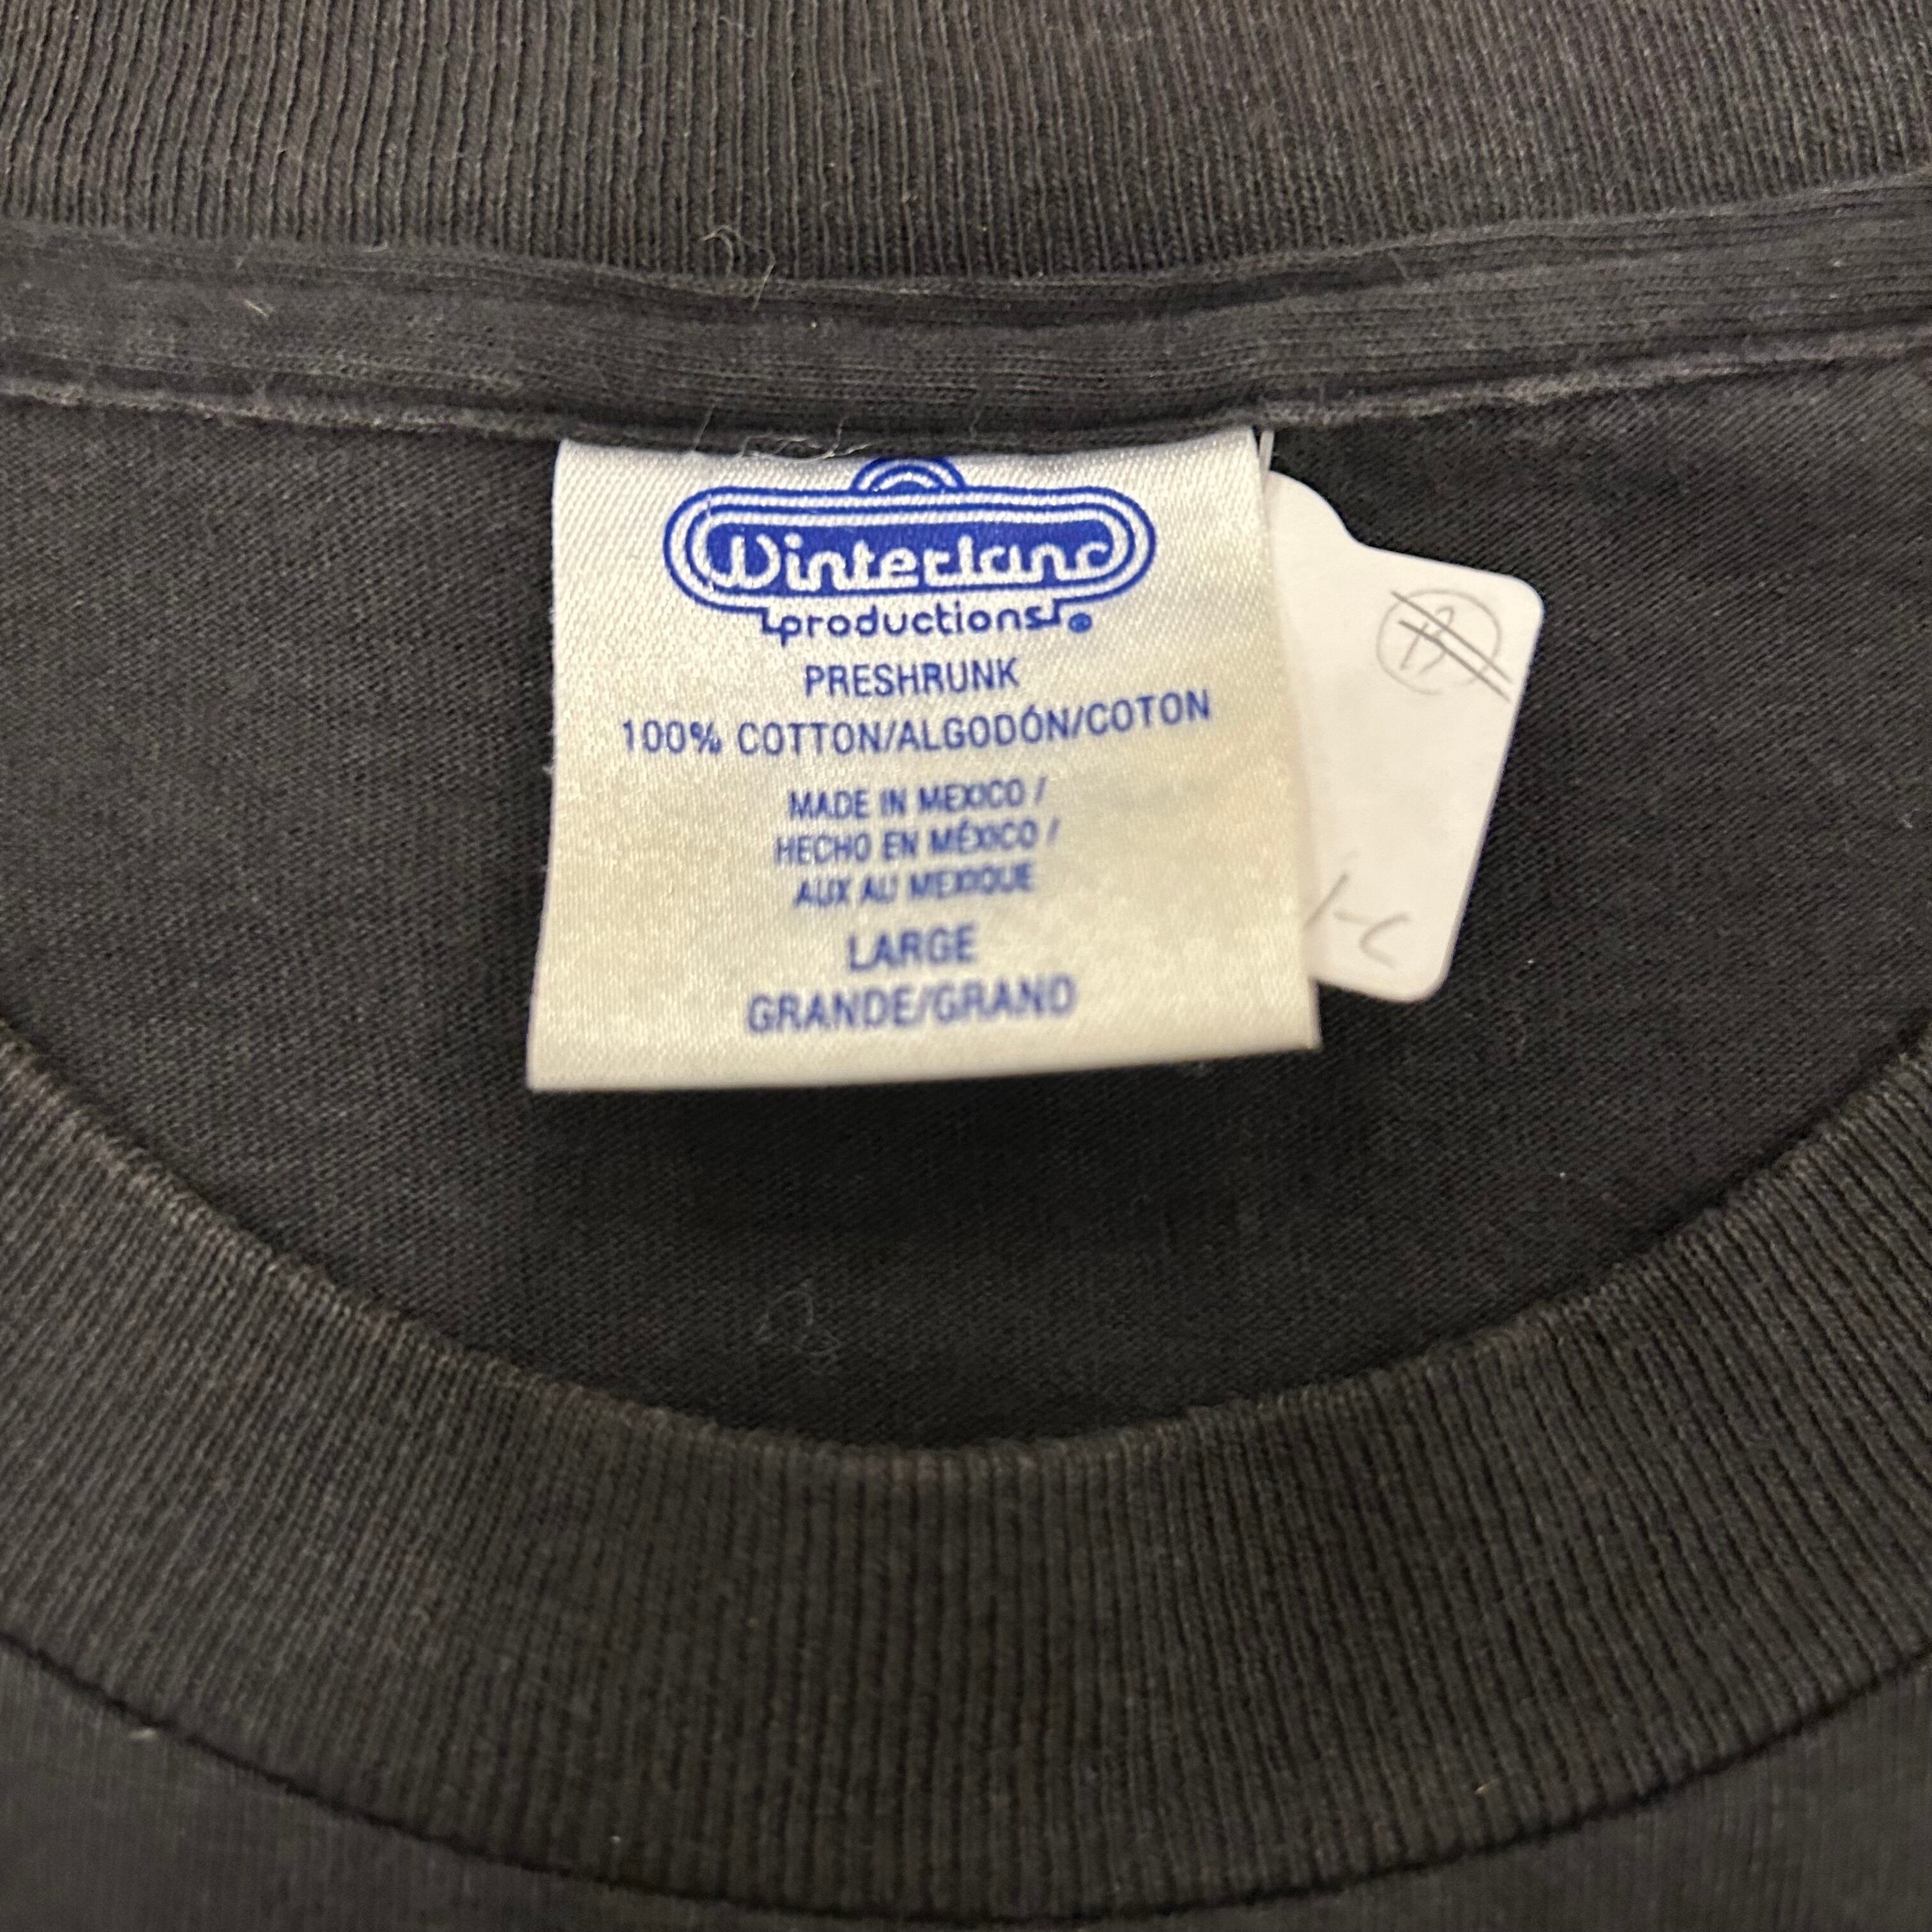 Winterland
productions®
PRESHRUNK
100% COTTON/ALGODÓN/COTON
MADE IN MEXICO /
HECHO EN MÉXICO /
AUX AU MEXIQUE
LARGE
GRANDE/GRAND